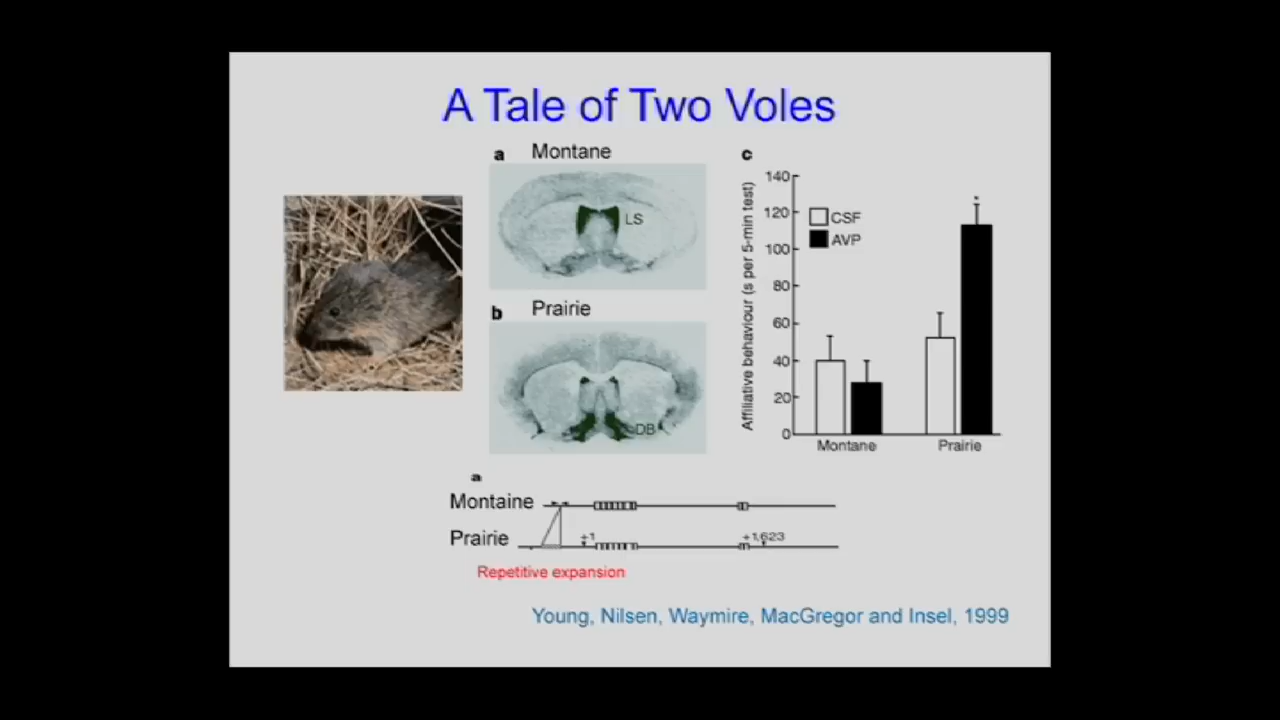 A Tale of Two Voles
a Montane
LS
b Prairie
DB
c
Affiliative behaviour (s per 5-min test)
140
120
100
80
60
40
20
0
CSF
AVP
*
Montane Prairie
a
Montaine
Prairie +1 +1,623
Repetitive expansion
Young, Nilsen, Waymire, MacGregor and Insel, 1999